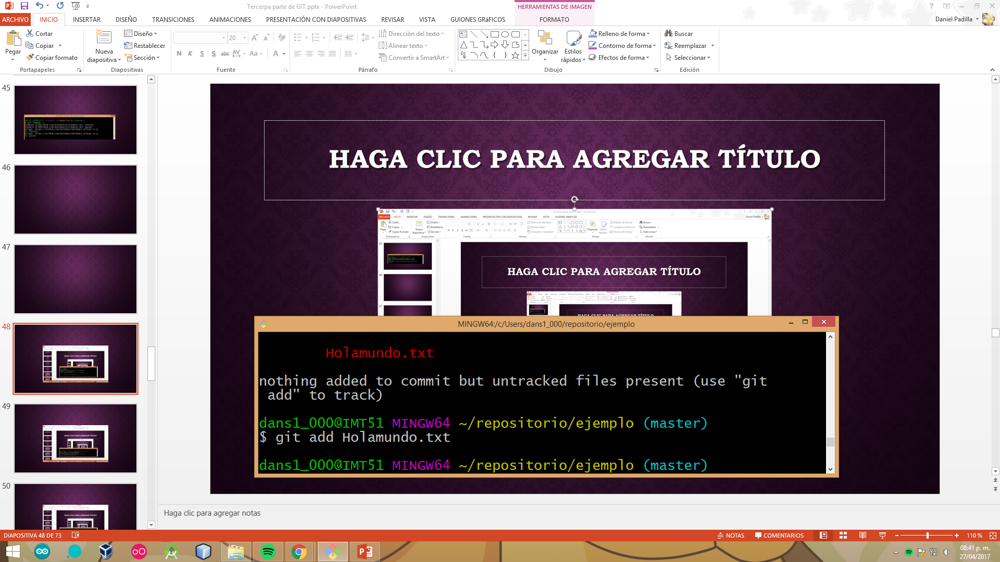 Tercerpa parte de GIT.pptx - PowerPoint
HERRAMIENTAS DE IMAGEN
ARCHIVO INICIO INSERTAR DISEÑO TRANSICIONES ANIMACIONES PRESENTACIÓN CON DIAPOSITIVAS REVISAR VISTA GUIONES GRáFICOS FORMATO Daniel Padilla
Pegar
Cortar
Copiar
Copiar formato
Portapapeles
Nueva
diapositiva
Diseño
Restablecer
Sección
Diapositivas
20
N K S S abc AV Aa A
Fuente
Dirección del texto
Alinear texto
Convertir a SmartArt
Párrafo
Organizar
Estilos
rápidos
Relleno de forma
Contorno de forma
Efectos de forma
Dibujo
Buscar
Reemplazar
Seleccionar
Edición
45
46
47
48
49
50
HAGA CLIC PARA AGREGAR TÍTULO
HAGA CLIC PARA AGREGAR TÍTULO
MINGW64:/c/Users/dans1_000/repositorio/ejemplo
Holamundo.txt
nothing added to commit but untracked files present (use "git
add" to track)
dans1_000@IMT51 MINGW64 ~/repositorio/ejemplo (master)
$ git add Holamundo.txt
dans1_000@IMT51 MINGW64 ~/repositorio/ejemplo (master)
Haga clic para agregar notas
DIAPOSITIVA 48 DE 73
NOTAS COMENTARIOS 110 %
08:41 p. m.
27/04/2017